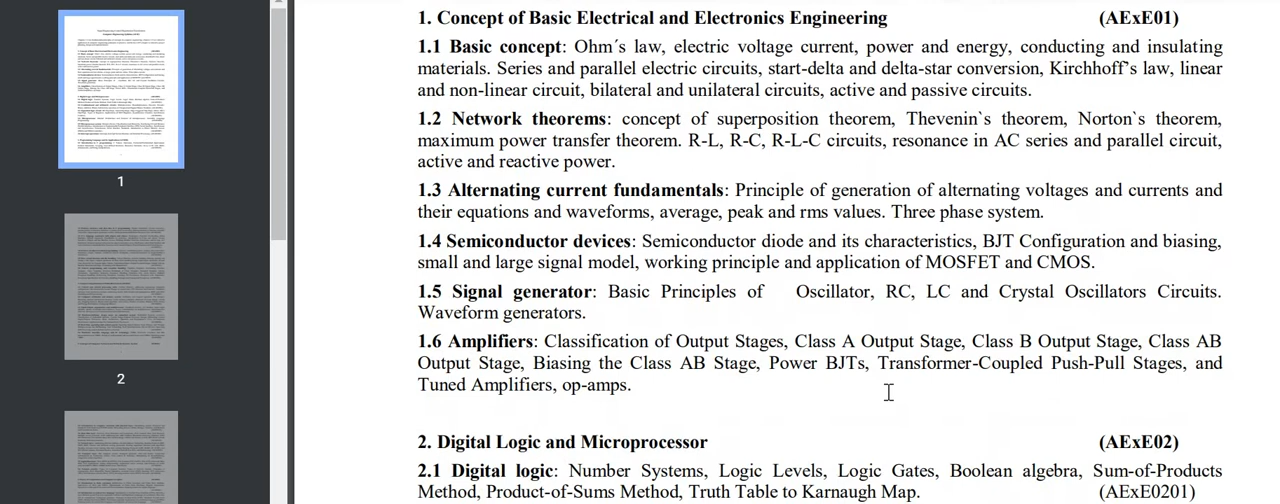 1. Concept of Basic Electrical and Electronics Engineering (AExE01)
1.1 Basic concept: Ohm´s law, electric voltage current, power and energy, conducting and insulating
materials. Series and parallel electric circuits, start-delta and delta-star conversion, Kirchhoff's law, linear
and non-linear circuit, bilateral and unilateral circuits, active and passive circuits.
1.2 Network theorems: concept of superposition theorem, Thevenin`s theorem, Norton`s theorem,
maximum power transfer theorem. R-L, R-C, R-L-C circuits, resonance in AC series and parallel circuit,
active and reactive power.
1.3 Alternating current fundamentals: Principle of generation of alternating voltages and currents and
their equations and waveforms, average, peak and rms values. Three phase system.
1.4 Semiconductor devices: Semiconductor diode and its characteristics, BJT Configuration and biasing,
small and large signal model, working principle and application of MOSFET and CMOS.
1.5 Signal generator: Basic Principles of Oscillator, RC, LC and Crystal Oscillators Circuits.
Waveform generators.
1.6 Amplifiers: Classification of Output Stages, Class A Output Stage, Class B Output Stage, Class AB
Output Stage, Biasing the Class AB Stage, Power BJTs, Transformer-Coupled Push-Pull Stages, and
Tuned Amplifiers, op-amps.
2. Digital Logic and Microprocessor (AExE02)
2.1 Digital logic: Number Systems, Logic Levels, Logic Gates, Boolean algebra, Sum-of-Products
Method, Product-of-Sums Method, Truth Table to Karnaugh Map. (AExE0201)
1
2